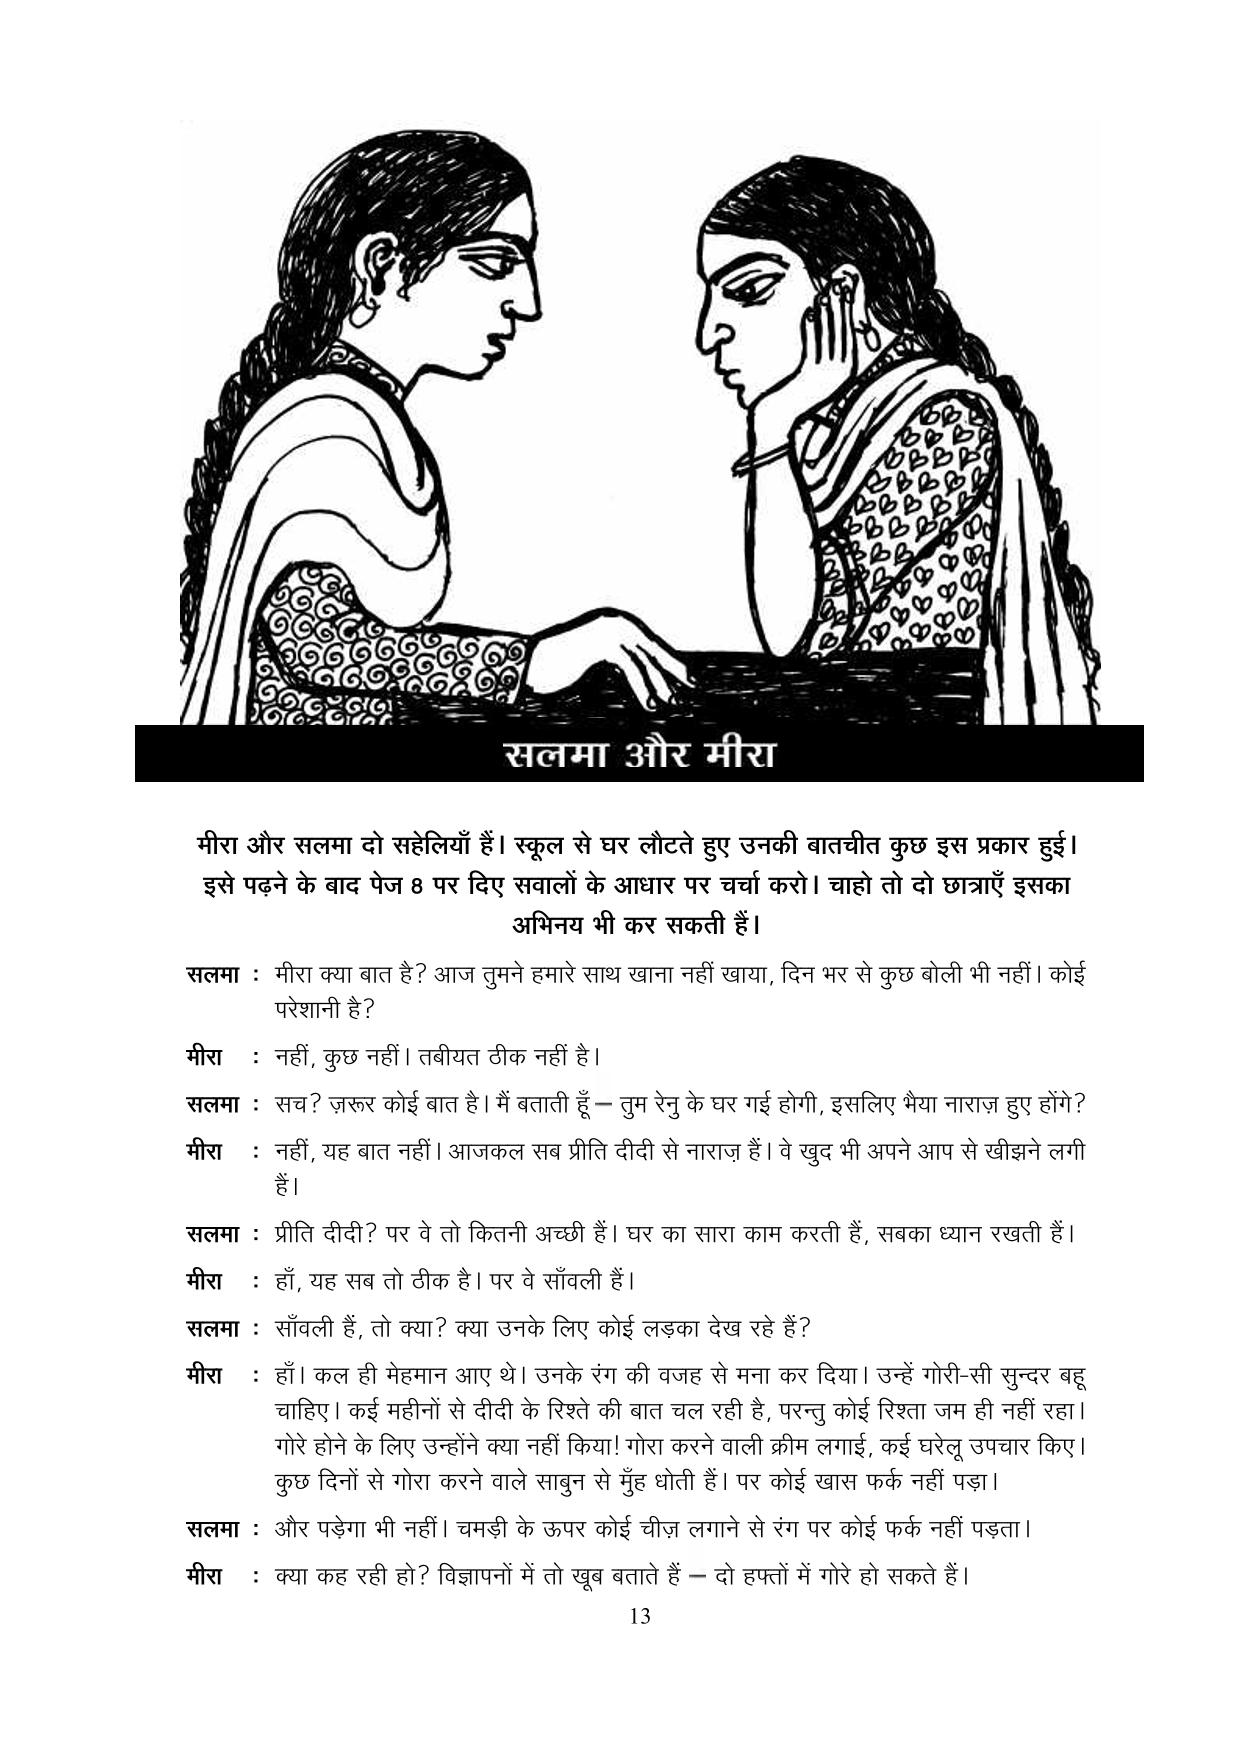 सलमा और मीरा
मीरा और सलमा दो सहेलियाँ हैं। स्कूल से घर लौटते हुए उनकी बातचीत कुछ इस प्रकार हुई।
इसे पढ़ने के बाद पेज 8 पर दिए सवालों के आधार पर चर्चा करो। चाहो तो दो छात्राएँ इसका
अभिनय भी कर सकती हैं।
सलमा : मीरा क्या बात है? आज तुमने हमारे साथ खाना नहीं खाया, दिन भर से कुछ बोली भी नहीं। कोई
परेशानी है?
मीरा : नहीं, कुछ नहीं। तबीयत ठीक नहीं है।
सलमा : सच? ज़रूर कोई बात है। मैं बताती हूँ – तुम रेनु के घर गई होगी, इसलिए भैया नाराज़ हुए होंगे?
मीरा : नहीं, यह बात नहीं। आजकल सब प्रीति दीदी से नाराज़ हैं। वे खुद भी अपने आप से खीझने लगी
हैं।
सलमा : प्रीति दीदी? पर वे तो कितनी अच्छी हैं। घर का सारा काम करती हैं, सबका ध्यान रखती हैं।
मीरा : हाँ, यह सब तो ठीक है। पर वे साँवली हैं।
सलमा : साँवली हैं, तो क्या? क्या उनके लिए कोई लड़का देख रहे हैं?
मीरा : हाँ। कल ही मेहमान आए थे। उनके रंग की वजह से मना कर दिया। उन्हें गोरी-सी सुन्दर बहू
चाहिए। कई महीनों से दीदी के रिश्ते की बात चल रही है, परन्तु कोई रिश्ता जम ही नहीं रहा।
गोरे होने के लिए उन्होंने क्या नहीं किया! गोरा करने वाली क्रीम लगाई, कई घरेलू उपचार किए।
कुछ दिनों से गोरा करने वाले साबुन से मुँह धोती हैं। पर कोई खास फर्क नहीं पड़ा।
सलमा : और पड़ेगा भी नहीं। चमड़ी के ऊपर कोई चीज़ लगाने से रंग पर कोई फर्क नहीं पड़ता।
मीरा : क्या कह रही हो? विज्ञापनों में तो खूब बताते हैं – दो हफ्तों में गोरे हो सकते हैं।
13